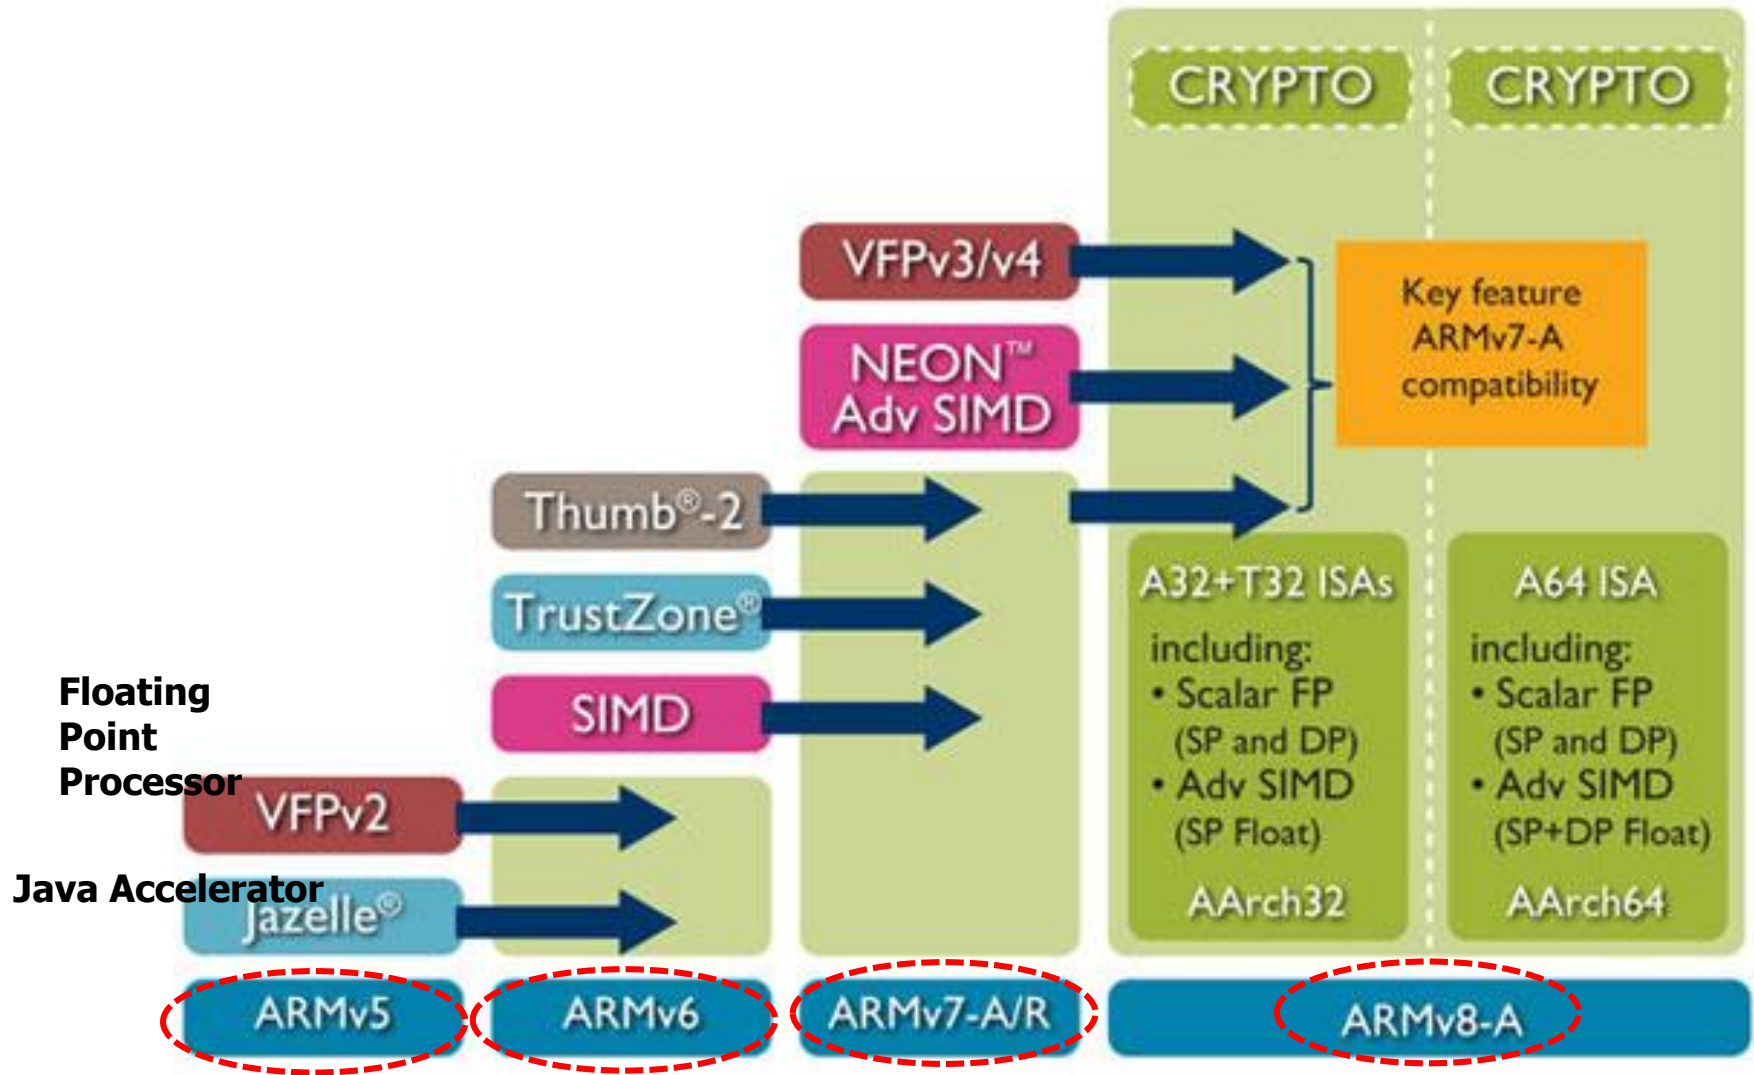 CRYPTO
CRYPTO
VFPv3/v4
Key feature
ARMv7-A
compatibility
NEON™
Adv SIMD
Thumb®-2
TrustZone®
SIMD
A32+T32 ISAs
including:
• Scalar FP
(SP and DP)
• Adv SIMD
(SP Float)
AArch32
A64 ISA
including:
• Scalar FP
(SP and DP)
• Adv SIMD
(SP+DP Float)
AArch64
Floating
Point
Processor
VFPv2
Java Accelerator
Jazelle®
ARMv5
ARMv6
ARMv7-A/R
ARMv8-A